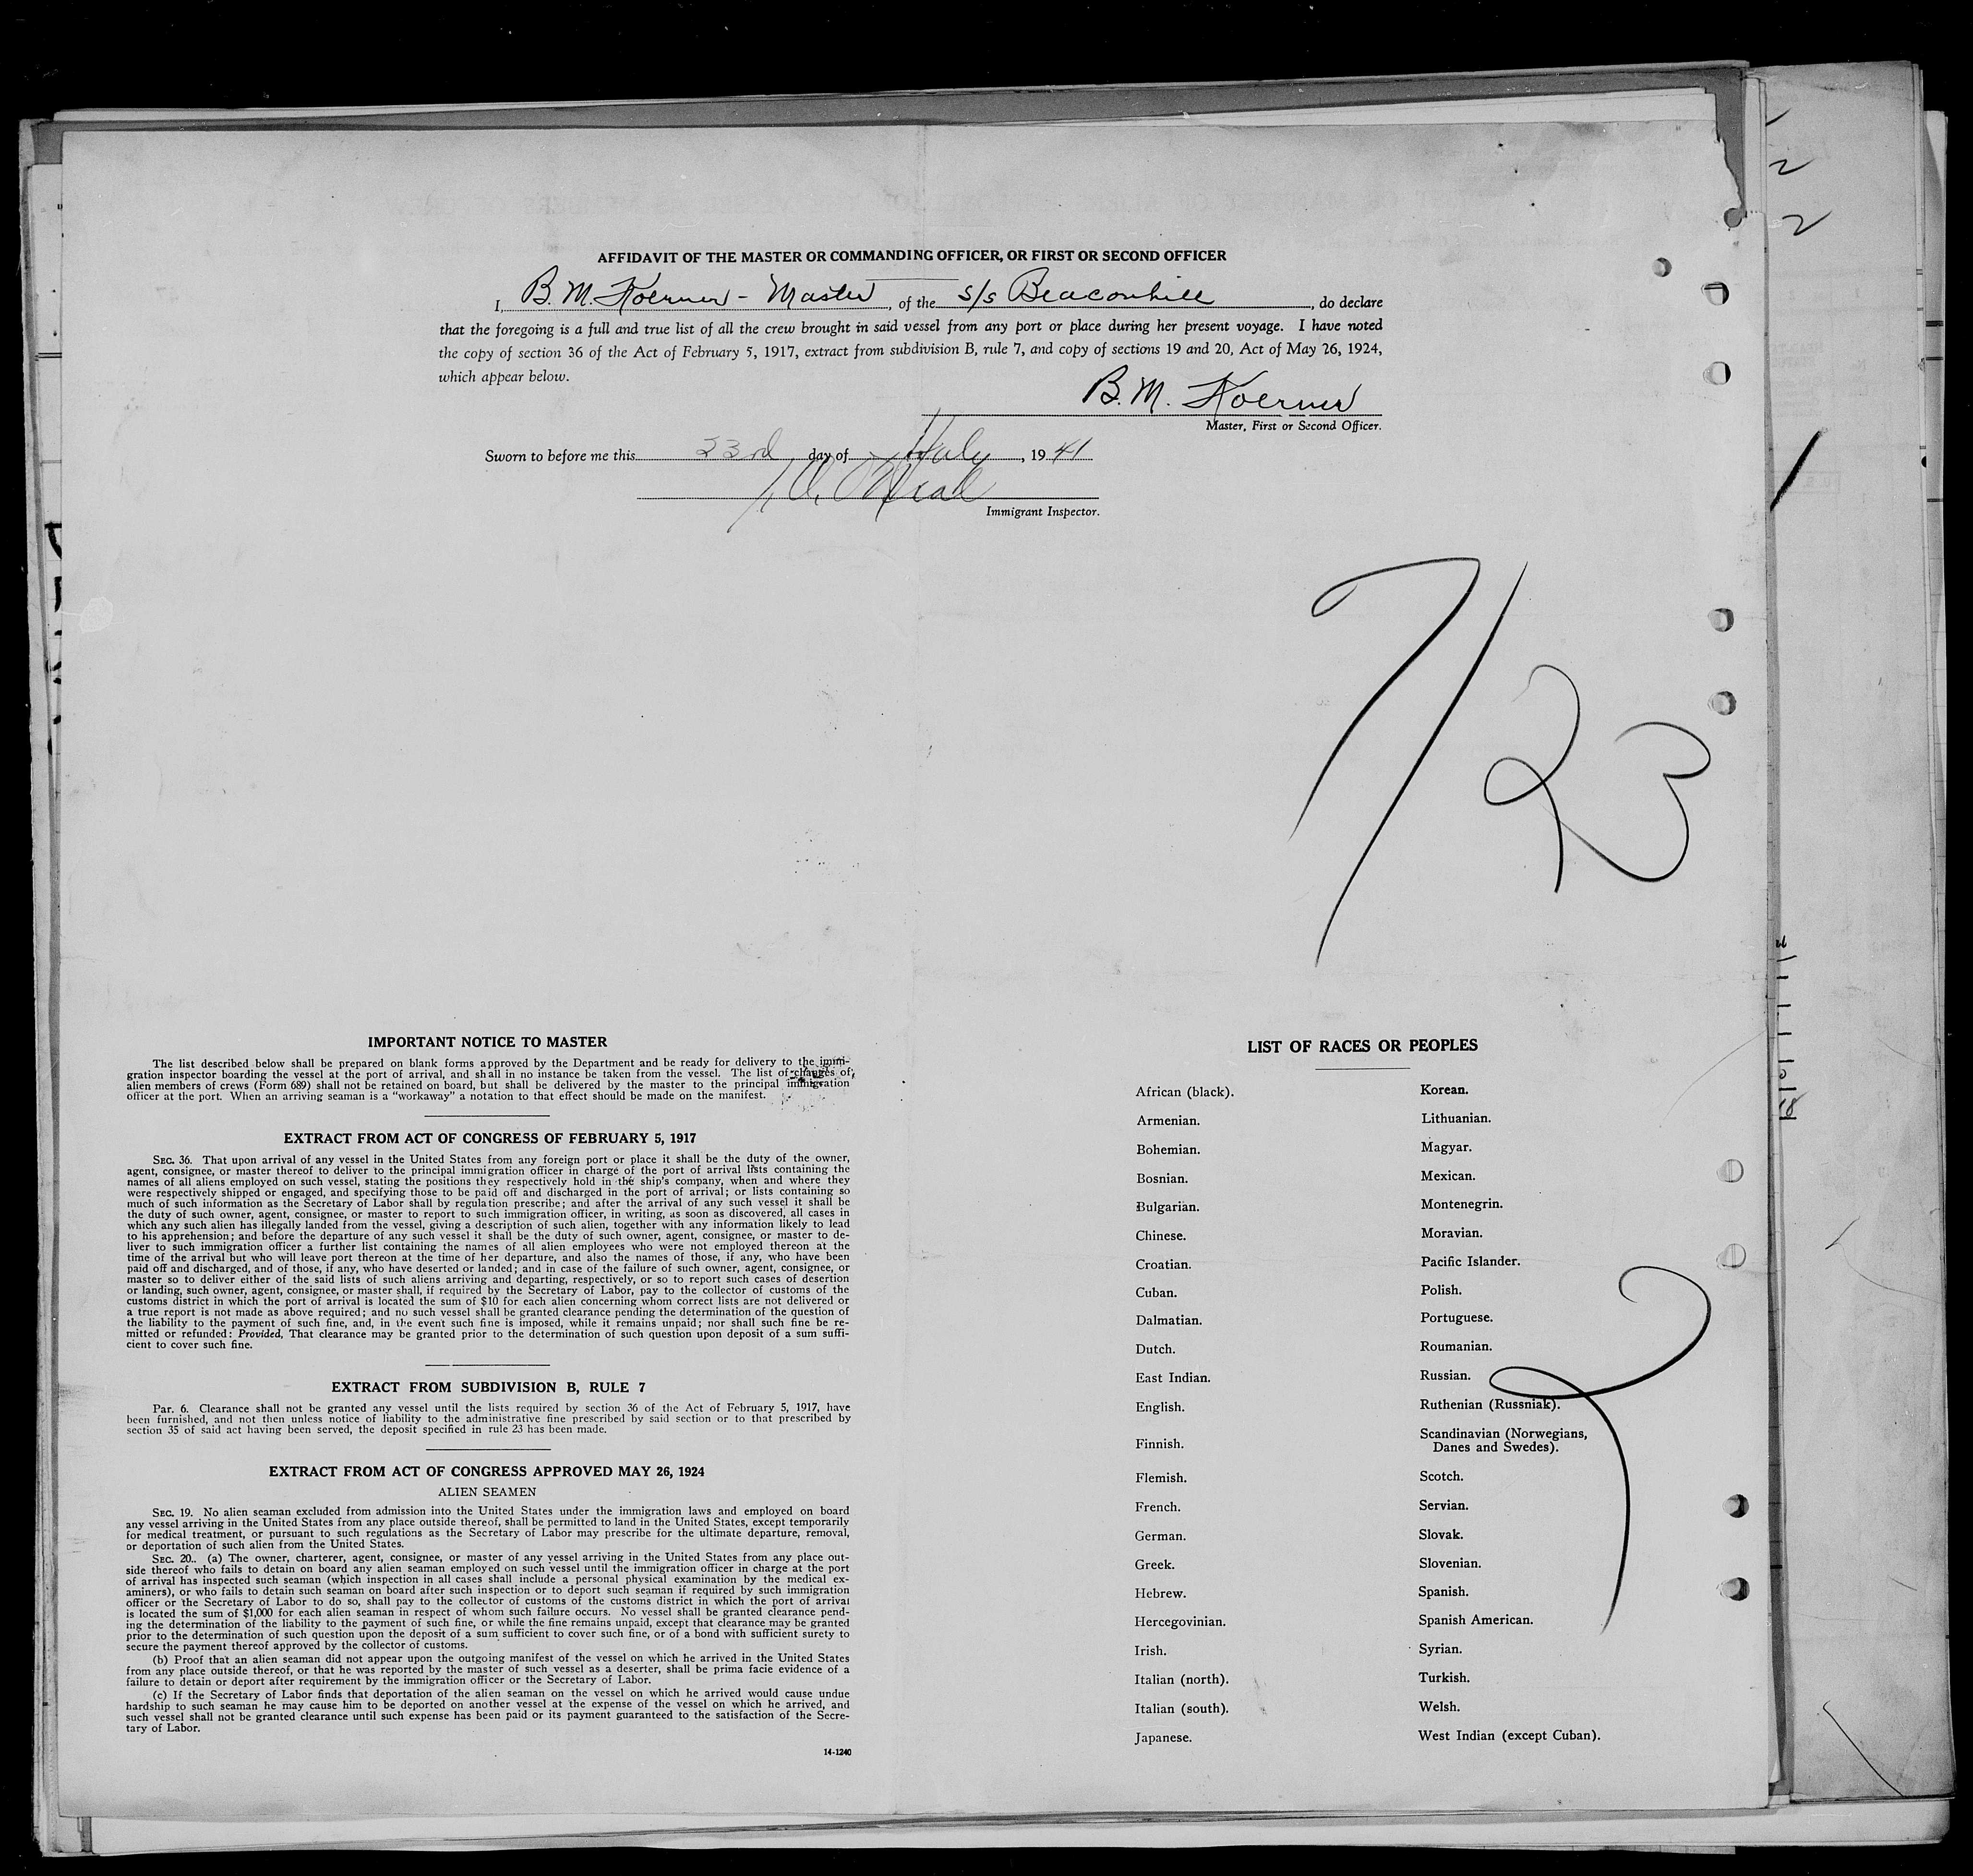 AFFIDAVIT OF THE MASTER OR COMMANDING OFFICER, OR FIRST OR SECOND OFFICER
I, B. M. Koerner - Master, of the s/s Beaconhill, do declare
that the foregoing is a full and true list of all the crew brought in said vessel from any port or place during her present voyage. I have noted
the copy of section 36 of the Act of February 5, 1917, extract from subdivision B, rule 7, and copy of sections 19 and 20, Act of May 26, 1924,
which appear below.
B. M. Koerner
Master, First or Second Officer.
Sworn to before me this 23rd day of July, 1941
O'Neal
Immigrant Inspector.
7/23
IMPORTANT NOTICE TO MASTER
The list described below shall be prepared on blank forms approved by the Department and be ready for delivery to the immi-
gration inspector boarding the vessel at the port of arrival, and shall in no instance be taken from the vessel. The list of changes of
alien members of crews (Form 689) shall not be retained on board, but shall be delivered by the master to the principal immigration
officer at the port. When an arriving seaman is a "workaway" a notation to that effect should be made on the manifest.
EXTRACT FROM ACT OF CONGRESS OF FEBRUARY 5, 1917
SEC. 36. That upon arrival of any vessel in the United States from any foreign port or place it shall be the duty of the owner,
agent, consignee, or master thereof to deliver to the principal immigration officer in charge of the port of arrival lists containing the
names of all aliens employed on such vessel, stating the positions they respectively hold in the ship's company, when and where they
were respectively shipped or engaged, and specifying those to be paid off and discharged in the port of arrival; or lists containing so
much of such information as the Secretary of Labor shall by regulation prescribe; and after the arrival of any such vessel it shall be
the duty of such owner, agent, consignee, or master to report to such immigration officer, in writing, as soon as discovered, all cases in
which any such alien has illegally landed from the vessel, giving a description of such alien, together with any information likely to lead
to his apprehension; and before the departure of any such vessel it shall be the duty of such owner, agent, consignee, or master to de-
liver to such immigration officer a further list containing the names of all alien employees who were not employed thereon at the
time of the arrival but who will leave port thereon at the time of her departure, and also the names of those, if any, who have been
paid off and discharged, and of those, if any, who have deserted or landed; and in case of the failure of such owner, agent, consignee, or
master so to deliver either of the said lists of such aliens arriving and departing, respectively, or so to report such cases of desertion
or landing, such owner, agent, consignee, or master shall, if required by the Secretary of Labor, pay to the collector of customs of the
customs district in which the port of arrival is located the sum of $10 for each alien concerning whom correct lists are not delivered or
a true report is not made as above required; and no such vessel shall be granted clearance pending the determination of the question of
the liability to the payment of such fine, and, in the event such fine is imposed, while it remains unpaid; nor shall such fine be re-
mitted or refunded: Provided, That clearance may be granted prior to the determination of such question upon deposit of a sum suffi-
cient to cover such fine.
EXTRACT FROM SUBDIVISION B, RULE 7
PAR. 6. Clearance shall not be granted any vessel until the lists required by section 36 of the Act of February 5, 1917, have
been furnished, and not then unless notice of liability to the administrative fine prescribed by said section or to that prescribed by
section 35 of said act having been served, the deposit specified in rule 23 has been made.
EXTRACT FROM ACT OF CONGRESS APPROVED MAY 26, 1924
ALIEN SEAMEN
SEC. 19. No alien seaman excluded from admission into the United States under the immigration laws and employed on board
any vessel arriving in the United States from any place outside thereof, shall be permitted to land in the United States, except temporarily
for medical treatment, or pursuant to such regulations as the Secretary of Labor may prescribe for the ultimate departure, removal,
or deportation of such alien from the United States.
SEC. 20.. (a) The owner, charterer, agent, consignee, or master of any vessel arriving in the United States from any place out-
side thereof who fails to detain on board any alien seaman employed on such vessel until the immigration officer in charge at the port
of arrival has inspected such seaman (which inspection in all cases shall include a personal physical examination by the medical ex-
aminers), or who fails to detain such seaman on board after such inspection or to deport such seaman if required by such immigration
officer or the Secretary of Labor to do so, shall pay to the collector of customs of the customs district in which the port of arrival
is located the sum of $1,000 for each alien seaman in respect of whom such failure occurs. No vessel shall be granted clearance pend-
ing the determination of the liability to the payment of such fine, or while the fine remains unpaid, except that clearance may be granted
prior to the determination of such question upon the deposit of a sum sufficient to cover such fine, or of a bond with sufficient surety to
secure the payment thereof approved by the collector of customs.
(b) Proof that an alien seaman did not appear upon the outgoing manifest of the vessel on which he arrived in the United States
from any place outside thereof, or that he was reported by the master of such vessel as a deserter, shall be prima facie evidence of a
failure to detain or deport after requirement by the immigration officer or the Secretary of Labor.
(c) If the Secretary of Labor finds that deportation of the alien seaman on the vessel on which he arrived would cause undue
hardship to such seaman he may cause him to be deported on another vessel at the expense of the vessel on which he arrived, and
such vessel shall not be granted clearance until such expense has been paid or its payment guaranteed to the satisfaction of the Secre-
tary of Labor.
14-1240
LIST OF RACES OR PEOPLES
African (black).
Armenian.
Bohemian.
Bosnian.
Bulgarian.
Chinese.
Croatian.
Cuban.
Dalmatian.
Dutch.
East Indian.
English.
Finnish.
Flemish.
French.
German.
Greek.
Hebrew.
Hercegovinian.
Irish.
Italian (north).
Italian (south).
Japanese.
Korean.
Lithuanian.
Magyar.
Mexican.
Montenegrin.
Moravian.
Pacific Islander.
Polish.
Portuguese.
Roumanian.
Russian.
Ruthenian (Russniak).
Scandinavian (Norwegians,
Danes and Swedes).
Scotch.
Servian.
Slovak.
Slovenian.
Spanish.
Spanish American.
Syrian.
Turkish.
Welsh.
West Indian (except Cuban).
2